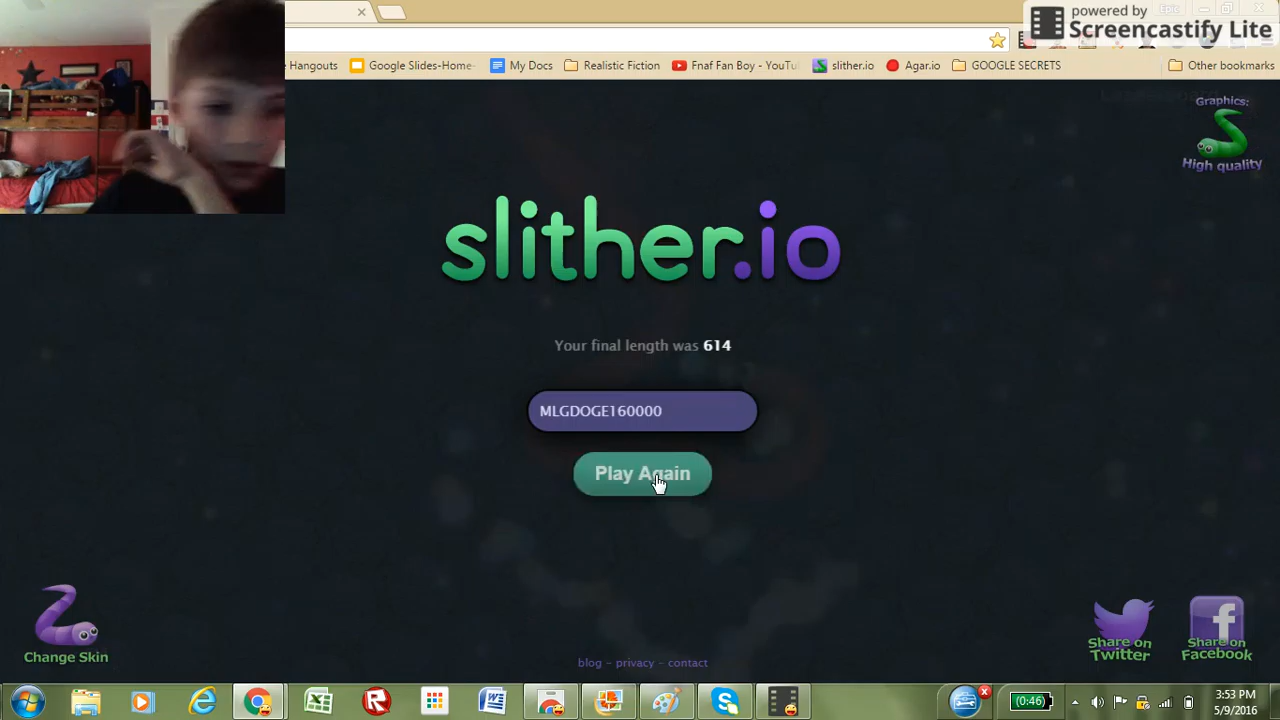 powered by
Screencastify Lite
Hangouts
Google Slides-Home
My Docs
Realistic Fiction
Fnaf Fan Boy - YouTu
slither.io
Agar.io
GOOGLE SECRETS
Other bookmarks
Graphics:
High quality
slither.io
Your final length was 614
MLGDOGE160000
Play Again
Change Skin
Share on
Twitter
Share on
Facebook
blog - privacy - contact
(0:46)
3:53 PM
5/9/2016